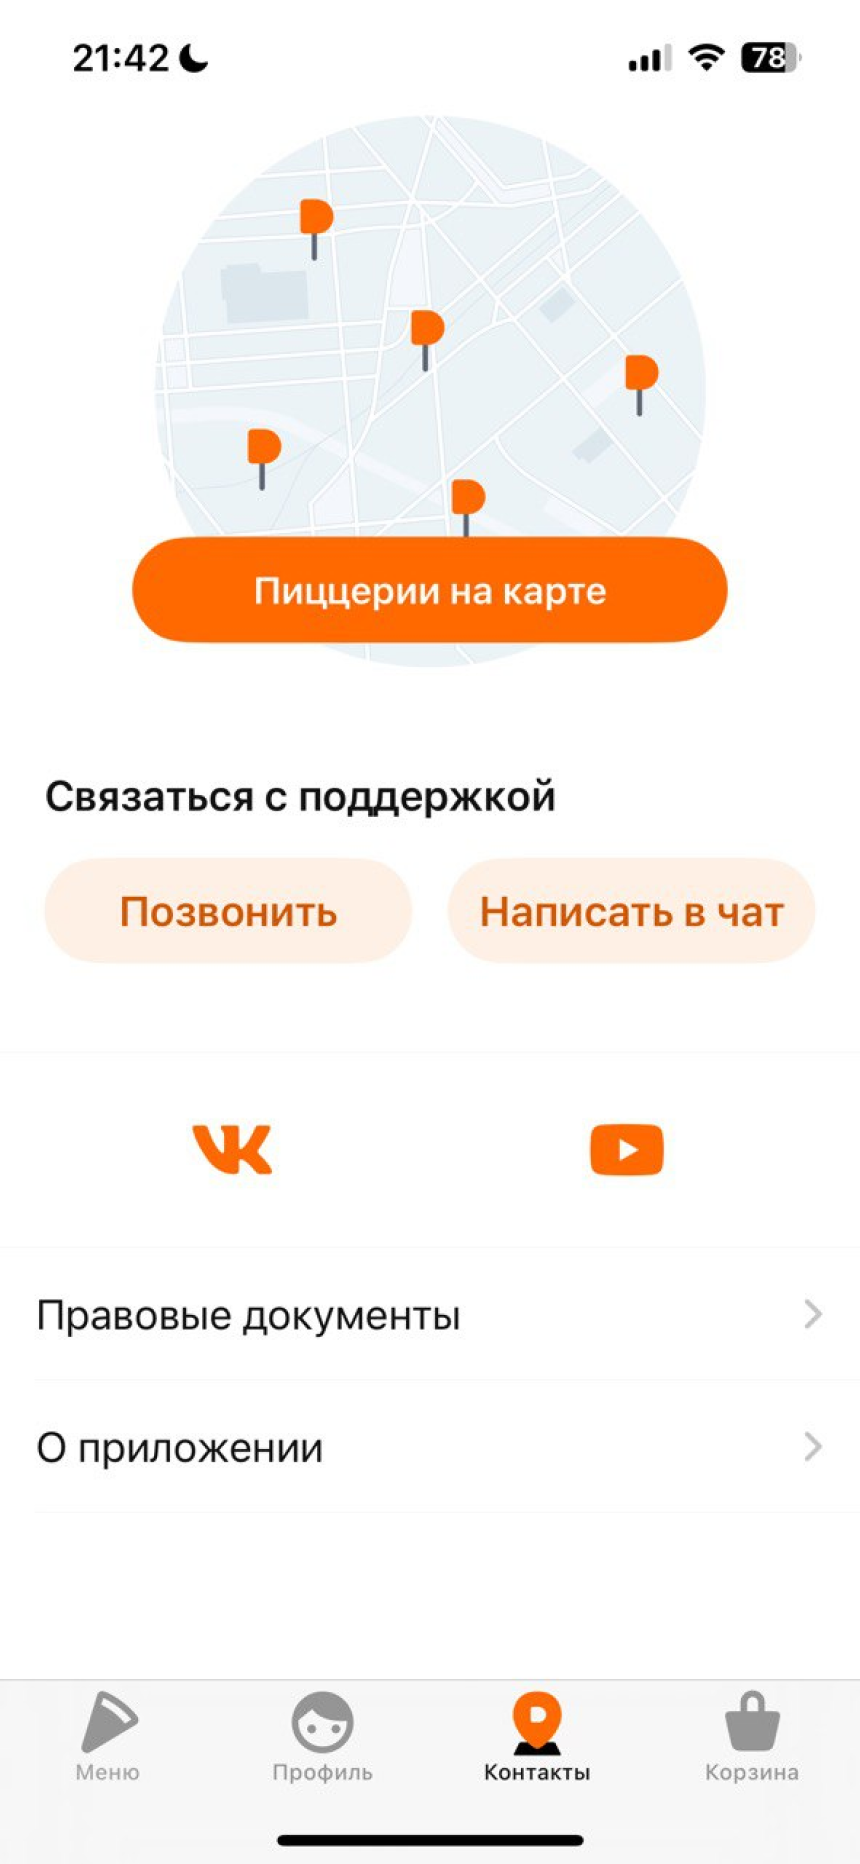 21:42
78
Пиццерии на карте
Связаться с поддержкой
Позвонить
Написать в чат
Правовые документы
О приложении
Меню
Профиль
Контакты
Корзина